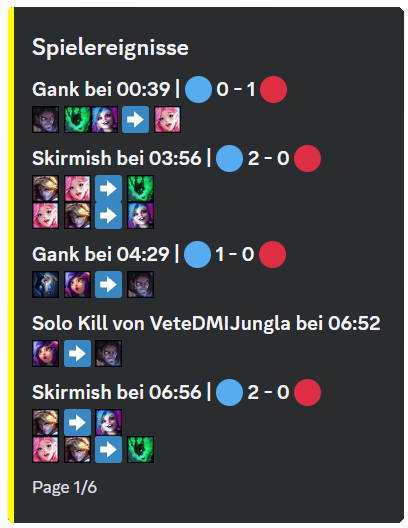 Spielereignisse
Gank bei 00:39 | 0 - 1
Skirmish bei 03:56 | 2 - 0
Gank bei 04:29 | 1 - 0
Solo Kill von VeteDMIJungla bei 06:52
Skirmish bei 06:56 | 2 - 0
Page 1/6